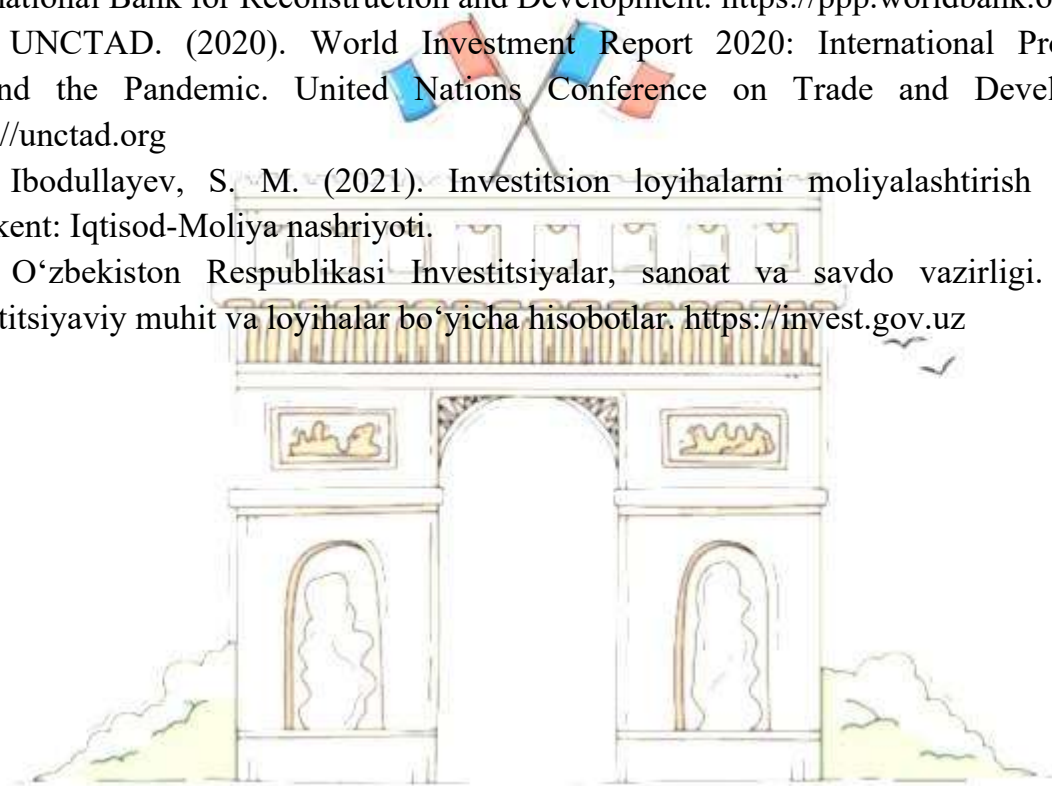 national Bank for Reconstruction and Development. https://ppp.worldbank.o
UNCTAD. (2020). World Investment Report 2020: International Pr
nd the Pandemic. United Nations Conference on Trade and Devel
//unctad.org
Ibodullayev, S. M. (2021). Investitsion loyihalarni moliyalashtirish
kent: Iqtisod-Moliya nashriyoti.
O‘zbekiston Respublikasi Investitsiyalar, sanoat va savdo vazirligi.
titsiyaviy muhit va loyihalar bo‘yicha hisobotlar. https://invest.gov.uz